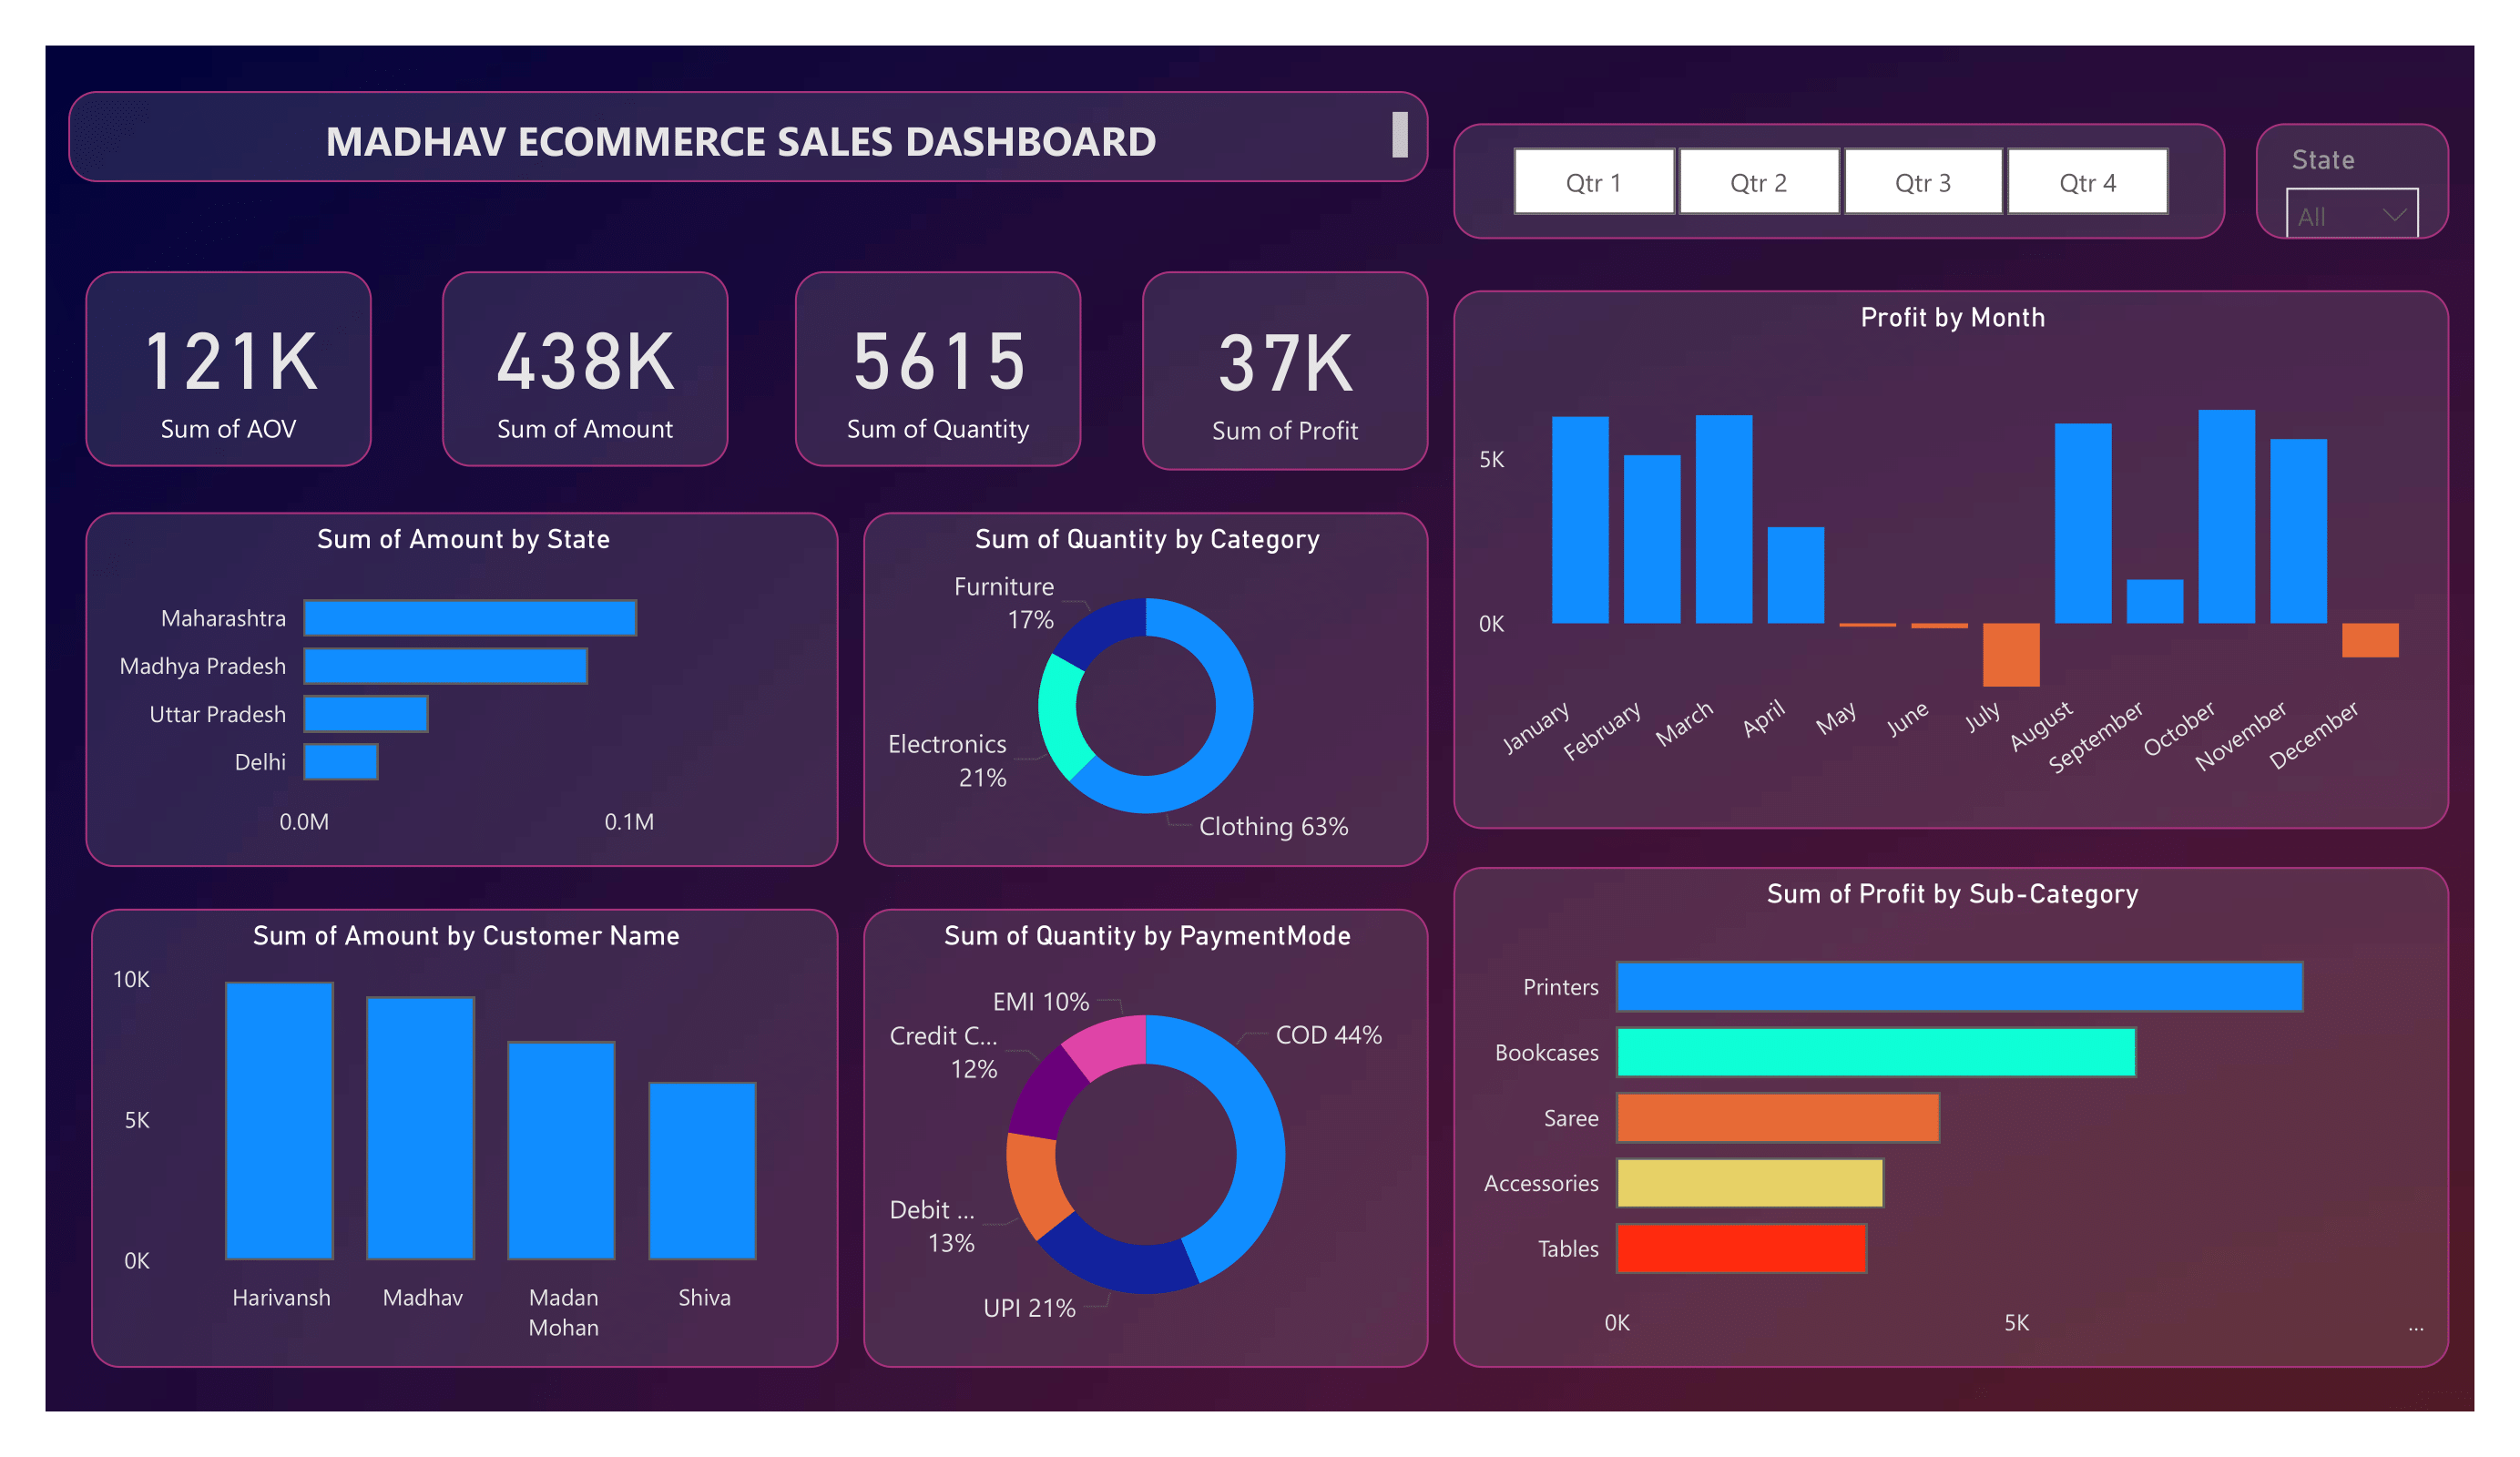 MADHAV ECOMMERCE SALES DASHBOARD
Qtr 1
Qtr 2
Qtr 3
Qtr 4
State
All
121K
Sum of AOV
438K
Sum of Amount
5615
Sum of Quantity
37K
Sum of Profit
Profit by Month
5K
0K
January
February
March
April
May
June
July
August
September
October
November
December
Sum of Amount by State
Maharashtra
Madhya Pradesh
Uttar Pradesh
Delhi
0.0M
0.1M
Sum of Quantity by Category
Furniture
17%
Electronics
21%
Clothing 63%
Sum of Amount by Customer Name
10K
5K
0K
Harivansh
Madhav
Madan
Mohan
Shiva
Sum of Quantity by PaymentMode
EMI 10%
Credit C...
12%
COD 44%
Debit ...
13%
UPI 21%
Sum of Profit by Sub-Category
Printers
Bookcases
Saree
Accessories
Tables
0K
5K
...